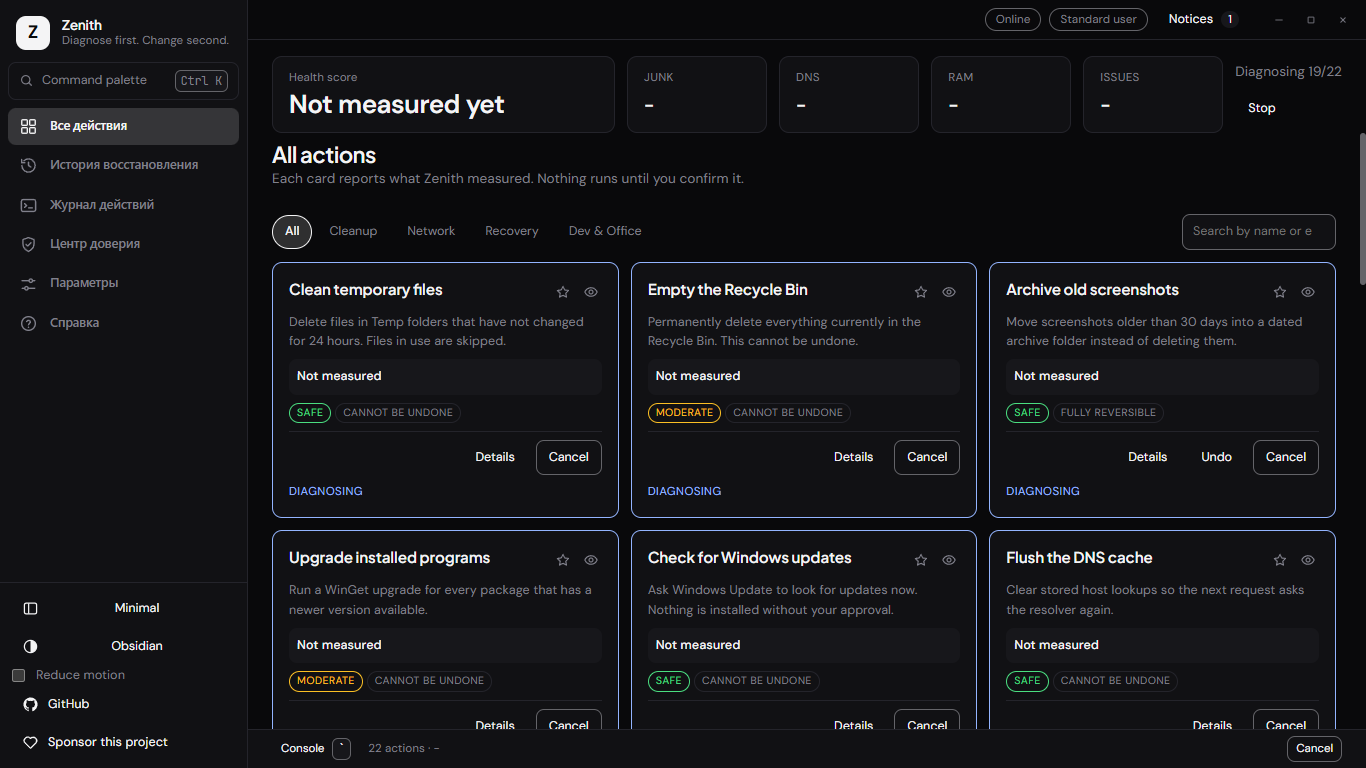 Z
Zenith
Diagnose first. Change second.
Command palette
Ctrl K
Все действия
История восстановления
Журнал действий
Центр доверия
Параметры
Справка
Minimal
Obsidian
Reduce motion
GitHub
Sponsor this project
Online
Standard user
Notices 1
Health score
Not measured yet
JUNK
-
DNS
-
RAM
-
ISSUES
-
Diagnosing 19/22
Stop
All actions
Each card reports what Zenith measured. Nothing runs until you confirm it.
All
Cleanup
Network
Recovery
Dev & Office
Search by name or e
Clean temporary files
Delete files in Temp folders that have not changed
for 24 hours. Files in use are skipped.
Not measured
SAFE
CANNOT BE UNDONE
Details
Cancel
DIAGNOSING
Empty the Recycle Bin
Permanently delete everything currently in the
Recycle Bin. This cannot be undone.
Not measured
MODERATE
CANNOT BE UNDONE
Details
Cancel
DIAGNOSING
Archive old screenshots
Move screenshots older than 30 days into a dated
archive folder instead of deleting them.
Not measured
SAFE
FULLY REVERSIBLE
Details
Undo
Cancel
DIAGNOSING
Upgrade installed programs
Run a WinGet upgrade for every package that has a
newer version available.
Not measured
MODERATE
CANNOT BE UNDONE
Details
Cancel
Check for Windows updates
Ask Windows Update to look for updates now.
Nothing is installed without your approval.
Not measured
SAFE
CANNOT BE UNDONE
Details
Cancel
Flush the DNS cache
Clear stored host lookups so the next request asks
the resolver again.
Not measured
SAFE
CANNOT BE UNDONE
Details
Cancel
Console `
22 actions · -
Cancel